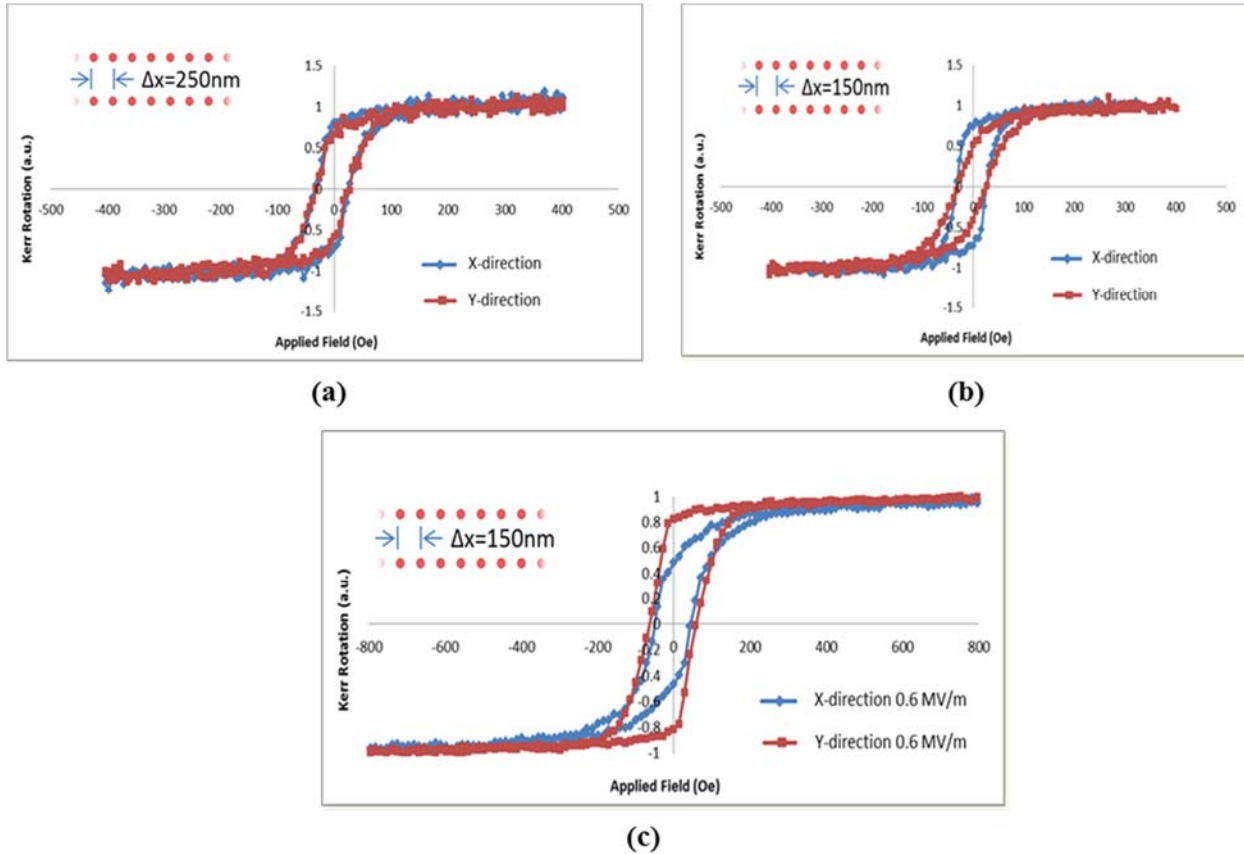 Δx=250nm
Kerr Rotation (a.u.)
1.5
1
0.5
0
-0.5
-1
-1.5
-500 -400 -300 -200 -100 0 100 200 300 400 500
X-direction
Y-direction
Applied Field (Oe)
(a)
Δx=150nm
Kerr Rotation (a.u.)
1.5
1
0.5
0
-0.5
-1
-1.5
-500 -400 -300 -200 -100 0 100 200 300 400 500
X-direction
Y-direction
Applied Field (Oe)
(b)
Δx=150nm
Kerr Rotation (a.u.)
1
0.8
0.6
0.4
0.2
0
-0.2
-0.4
-0.6
-0.8
-1
-800 -600 -400 -200 0 200 400 600 800
X-direction 0.6 MV/m
Y-direction 0.6 MV/m
Applied Field (Oe)
(c)